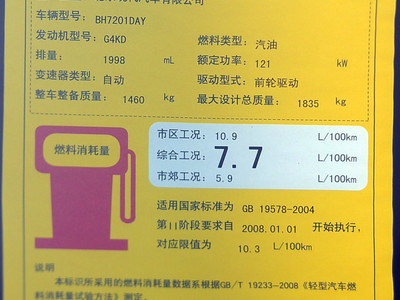 汽车有限公司
车辆型号： BH7201DAY
发动机型号： G4KD 燃料类型： 汽油
排量： 1998 mL 额定功率： 121 kW
变速器类型： 自动 驱动型式： 前轮驱动
整车整备质量： 1460 kg 最大设计总质量： 1835 kg
燃料消耗量
市区工况： 10.9 L/100km
综合工况： 7.7 L/100km
市郊工况： 5.9 L/100km
适用国家标准为 GB 19578-2004
第II阶段要求自 2008.01.01 开始执行，
对应限值为 10.3 L/100km
说明
本标识所采用的燃料消耗量数据系根据GB/T 19233-2008《轻型汽车燃
料消耗量试验方法》测定。